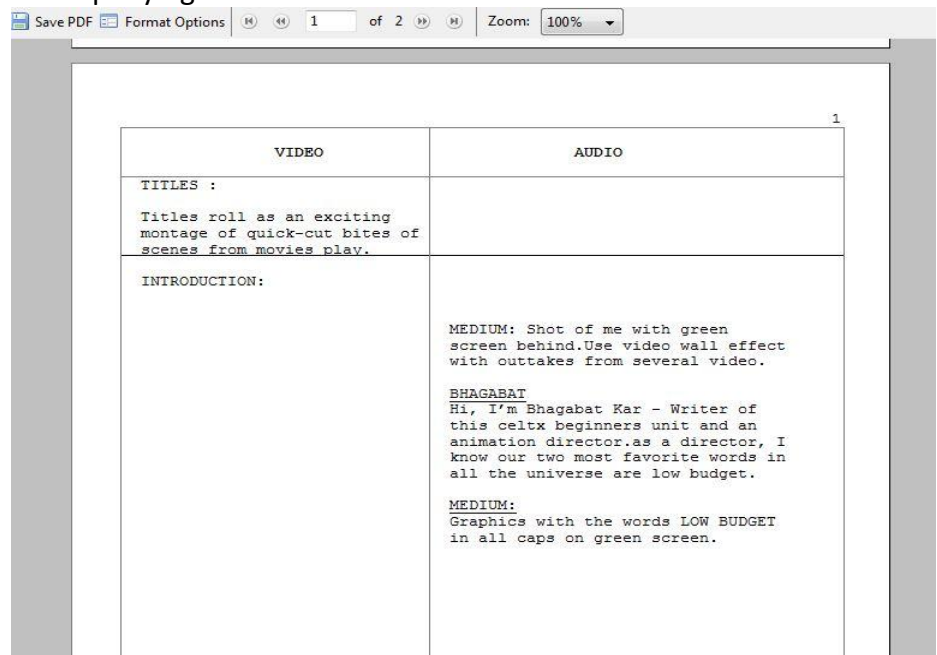 Save PDF Format Options 1 of 2 Zoom: 100%
1
VIDEO AUDIO
TITLES :
Titles roll as an exciting
montage of quick-cut bites of
scenes from movies play.
INTRODUCTION:
MEDIUM: Shot of me with green
screen behind.Use video wall effect
with outtakes from several video.
BHAGABAT
Hi, I'm Bhagabat Kar – Writer of
this celtx beginners unit and an
animation director.as a director, I
know our two most favorite words in
all the universe are low budget.
MEDIUM:
Graphics with the words LOW BUDGET
in all caps on green screen.